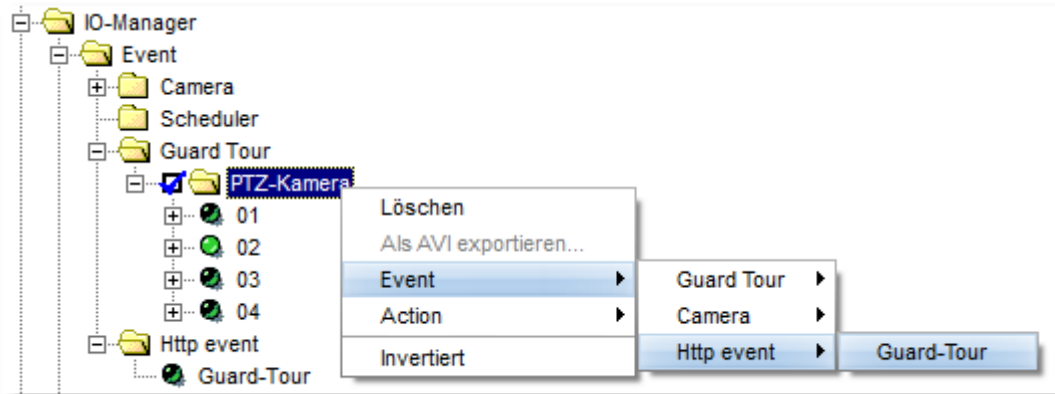 IO-Manager
Event
Camera
Scheduler
Guard Tour
PTZ-Kamera
01
02
03
04
Http event
Guard-Tour
Löschen
Als AVI exportieren...
Event
Action
Invertiert
Guard Tour
Camera
Http event
Guard-Tour